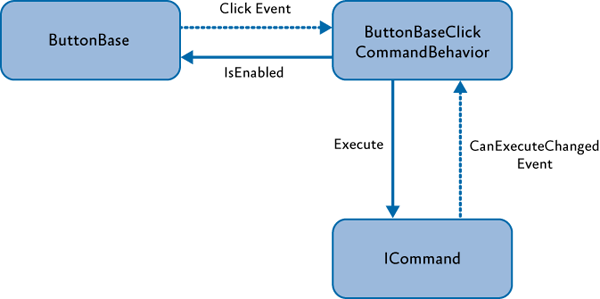 Click Event
ButtonBase
ButtonBaseClick
CommandBehavior
IsEnabled
Execute
CanExecuteChanged
Event
ICommand